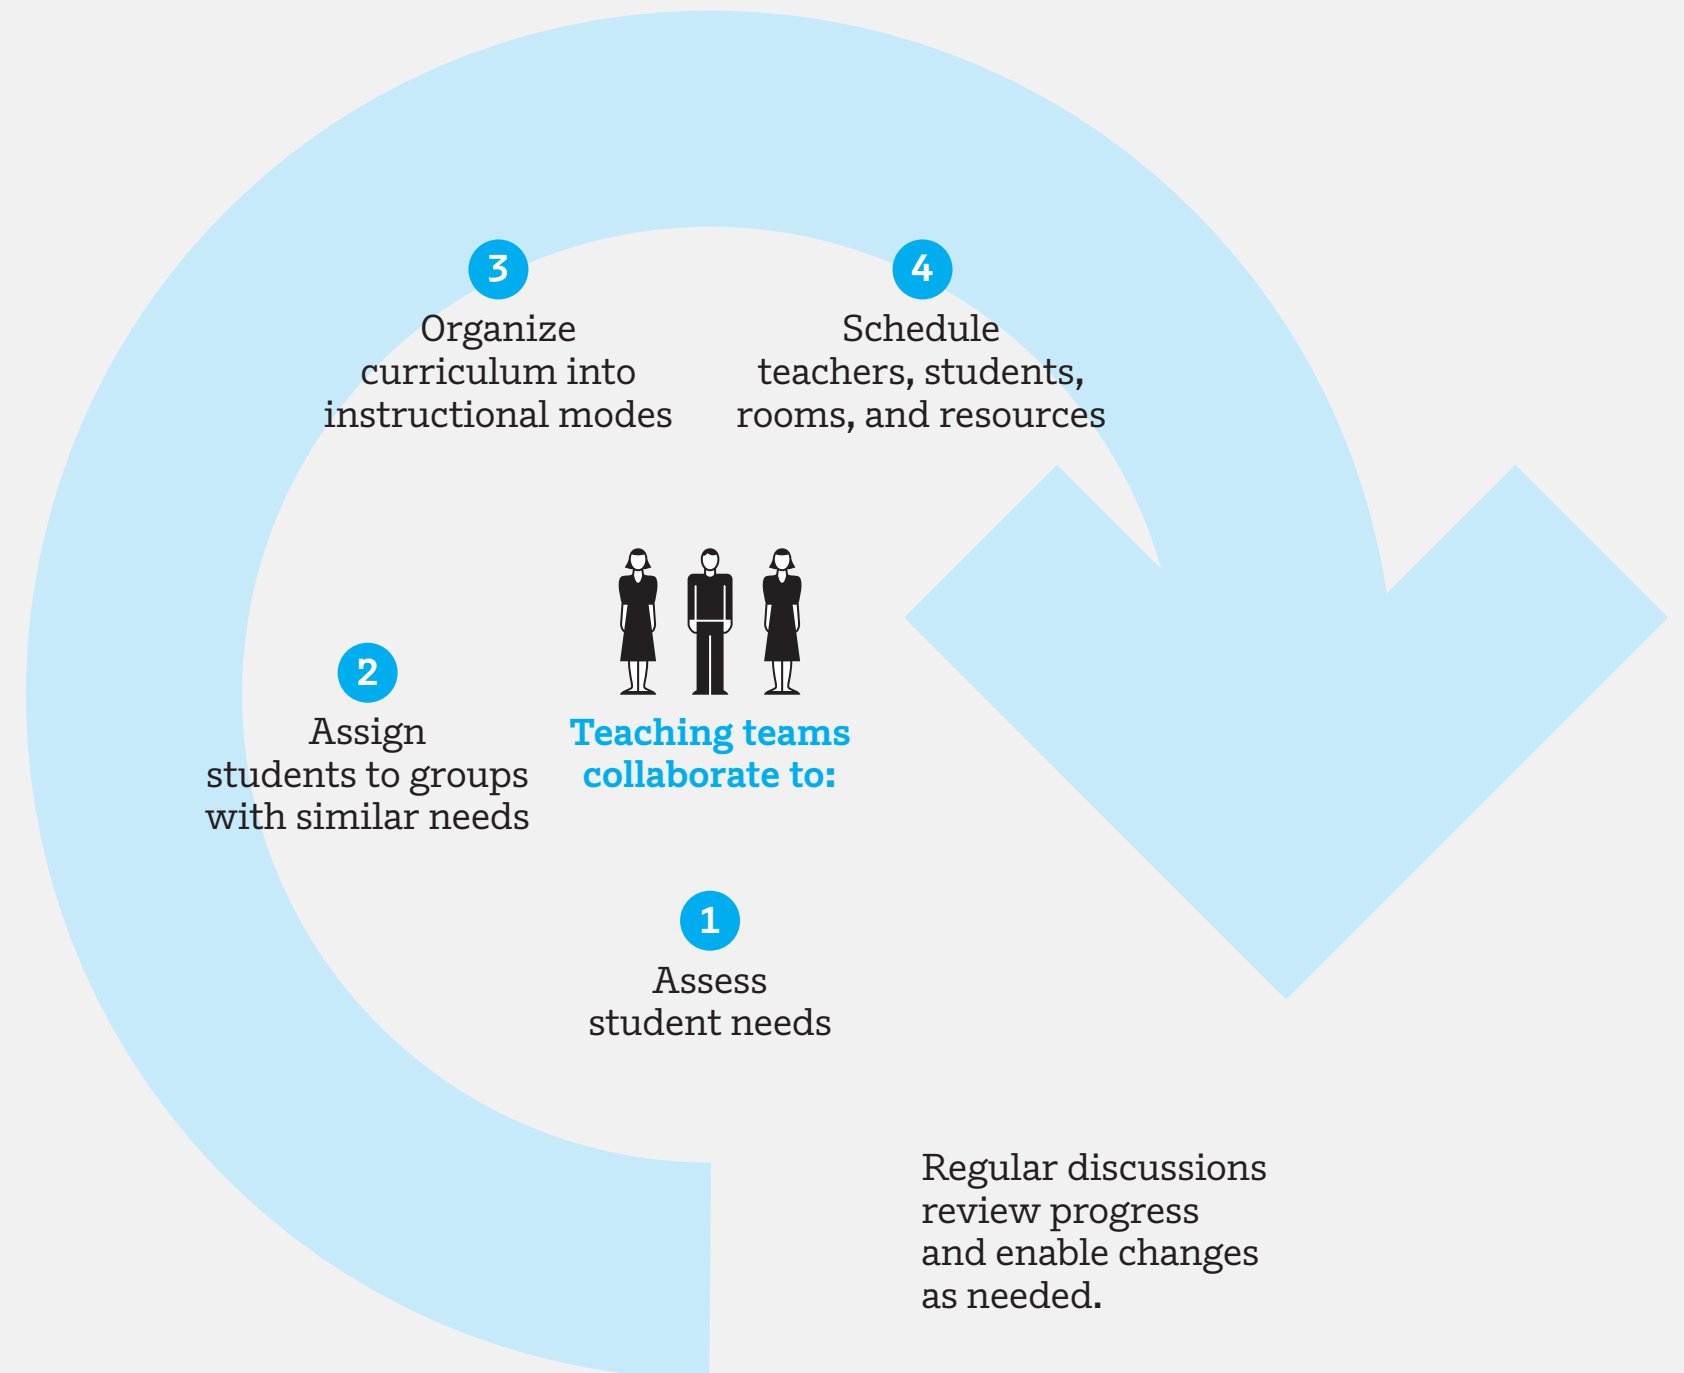 Teaching teams
collaborate to:
1
Assess
student needs
2
Assign
students to groups
with similar needs
3
Organize
curriculum into
instructional modes
4
Schedule
teachers, students,
rooms, and resources
Regular discussions
review progress
and enable changes
as needed.